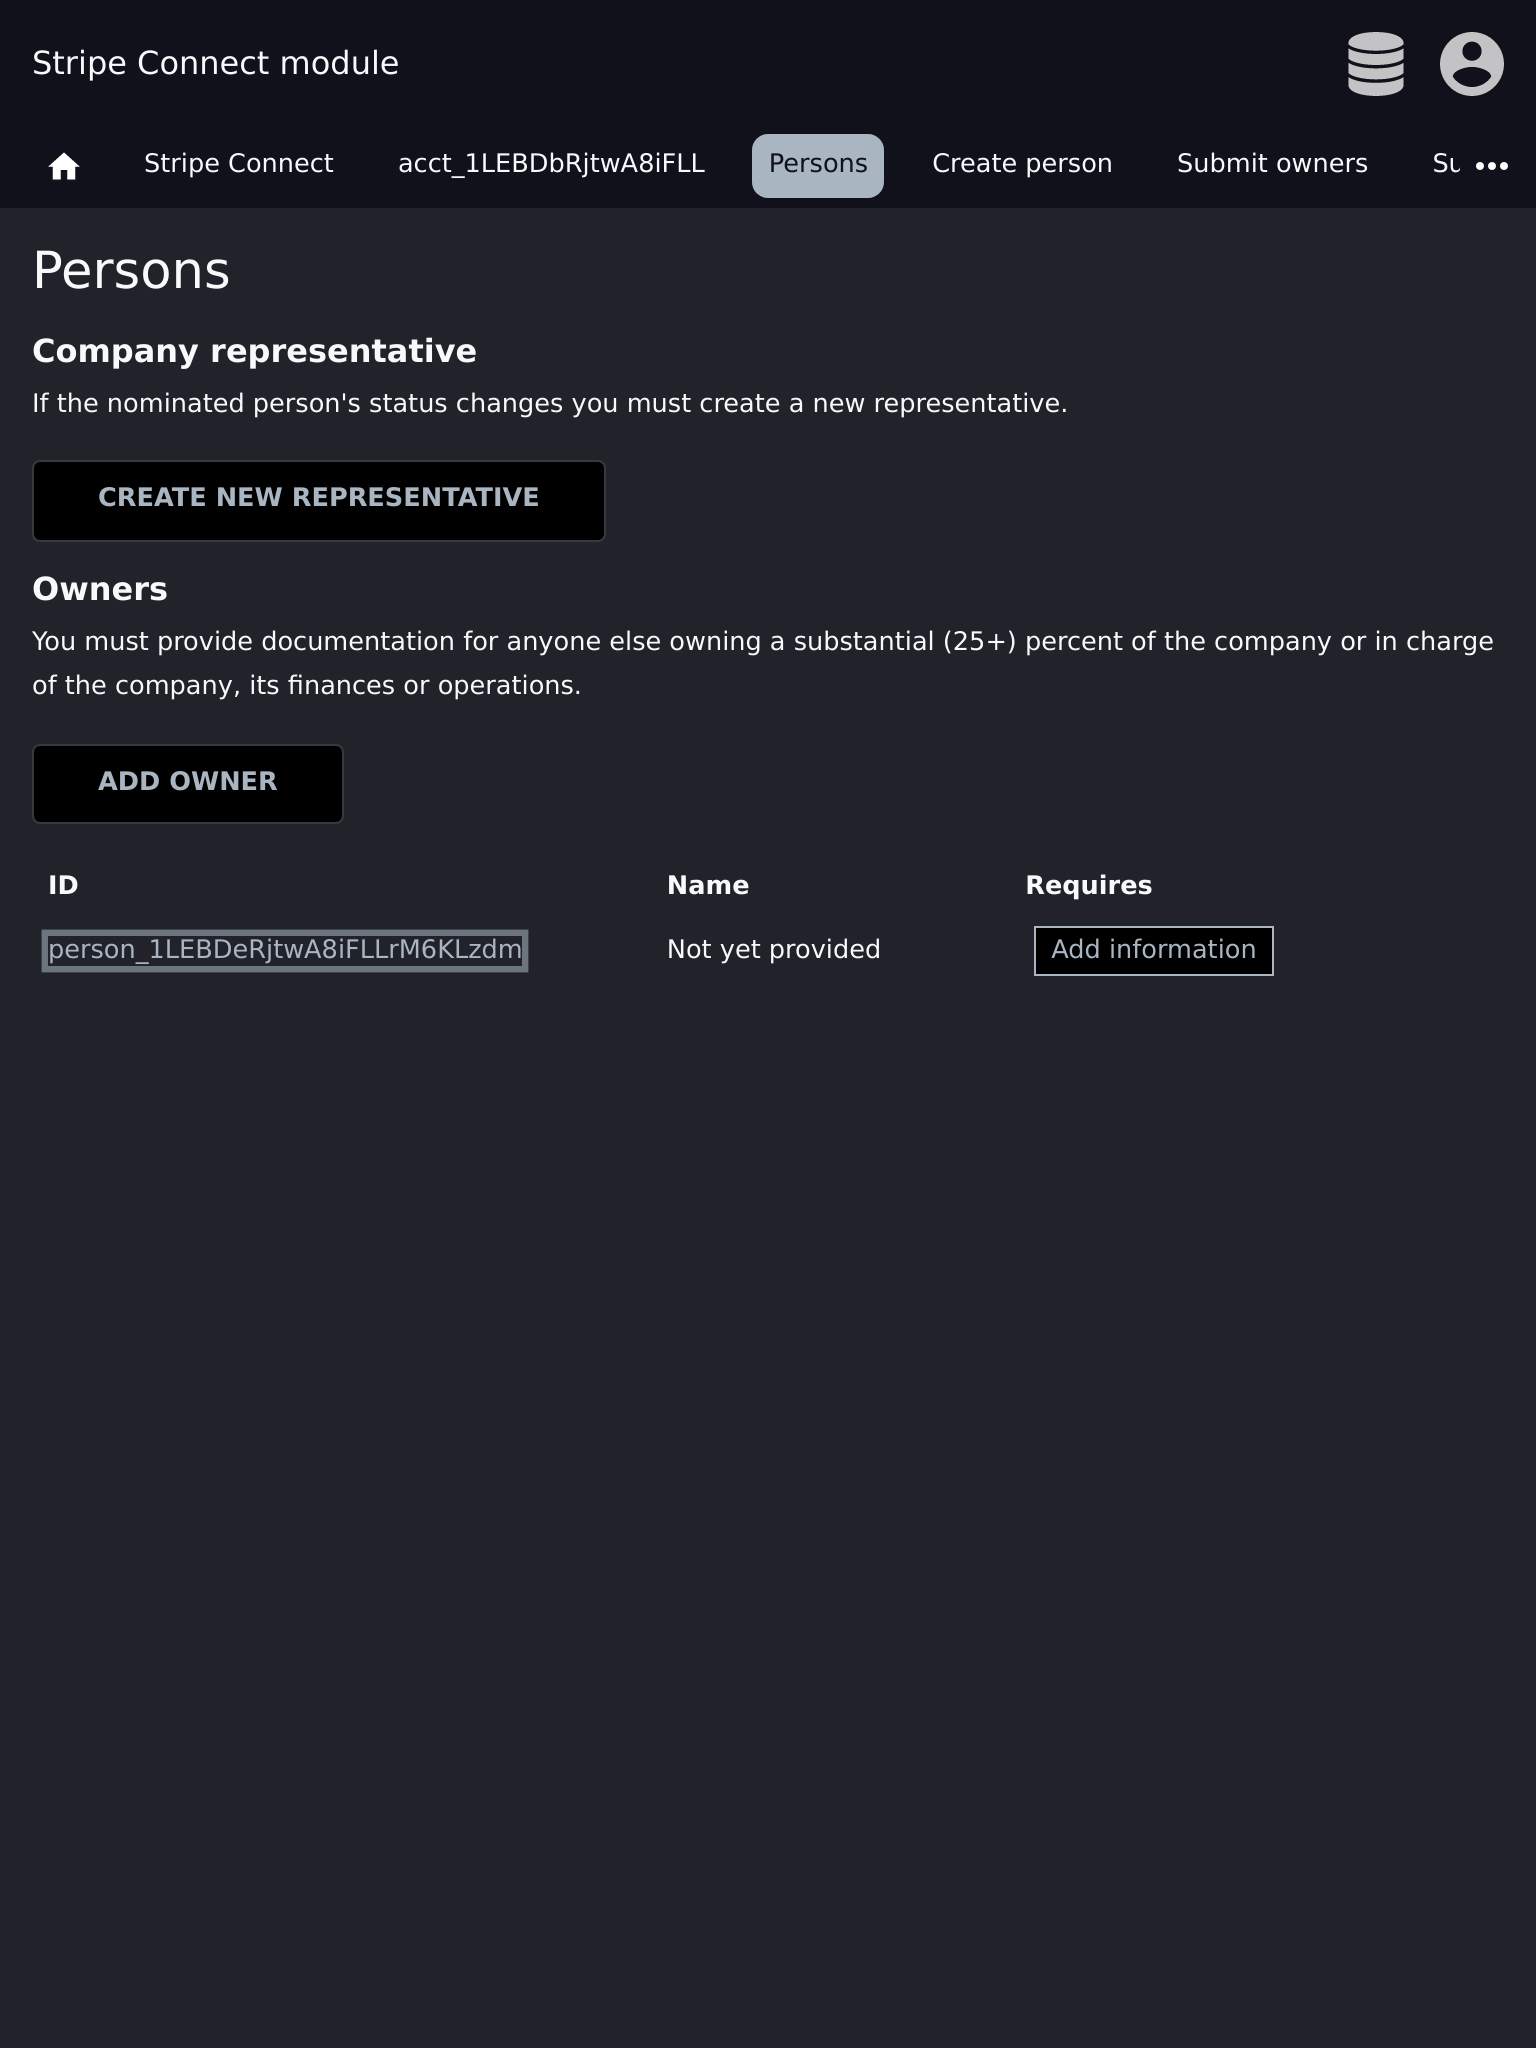 Stripe Connect module
Stripe Connect acct_1LEBDbRjtwA8iFLL Persons Create person Submit owners
Persons
Company representative
If the nominated person's status changes you must create a new representative.
CREATE NEW REPRESENTATIVE
Owners
You must provide documentation for anyone else owning a substantial (25+) percent of the company or in charge
of the company, its finances or operations.
ADD OWNER
ID Name Requires
person_1LEBDeRjtwA8iFLLrM6KLzdm Not yet provided Add information